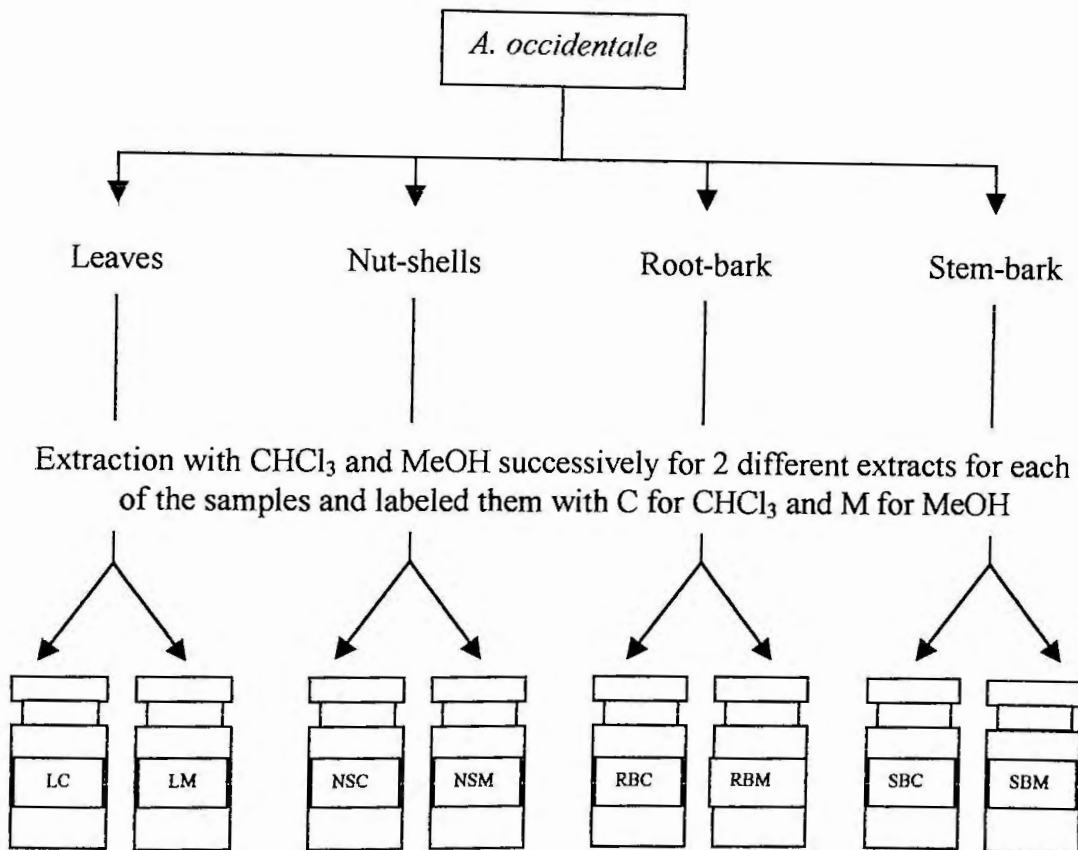 A. occidentale
Leaves Nut-shells Root-bark Stem-bark
Extraction with CHCl₃ and MeOH successively for 2 different extracts for each
of the samples and labeled them with C for CHCl₃ and M for MeOH
LC LM NSC NSM RBC RBM SBC SBM